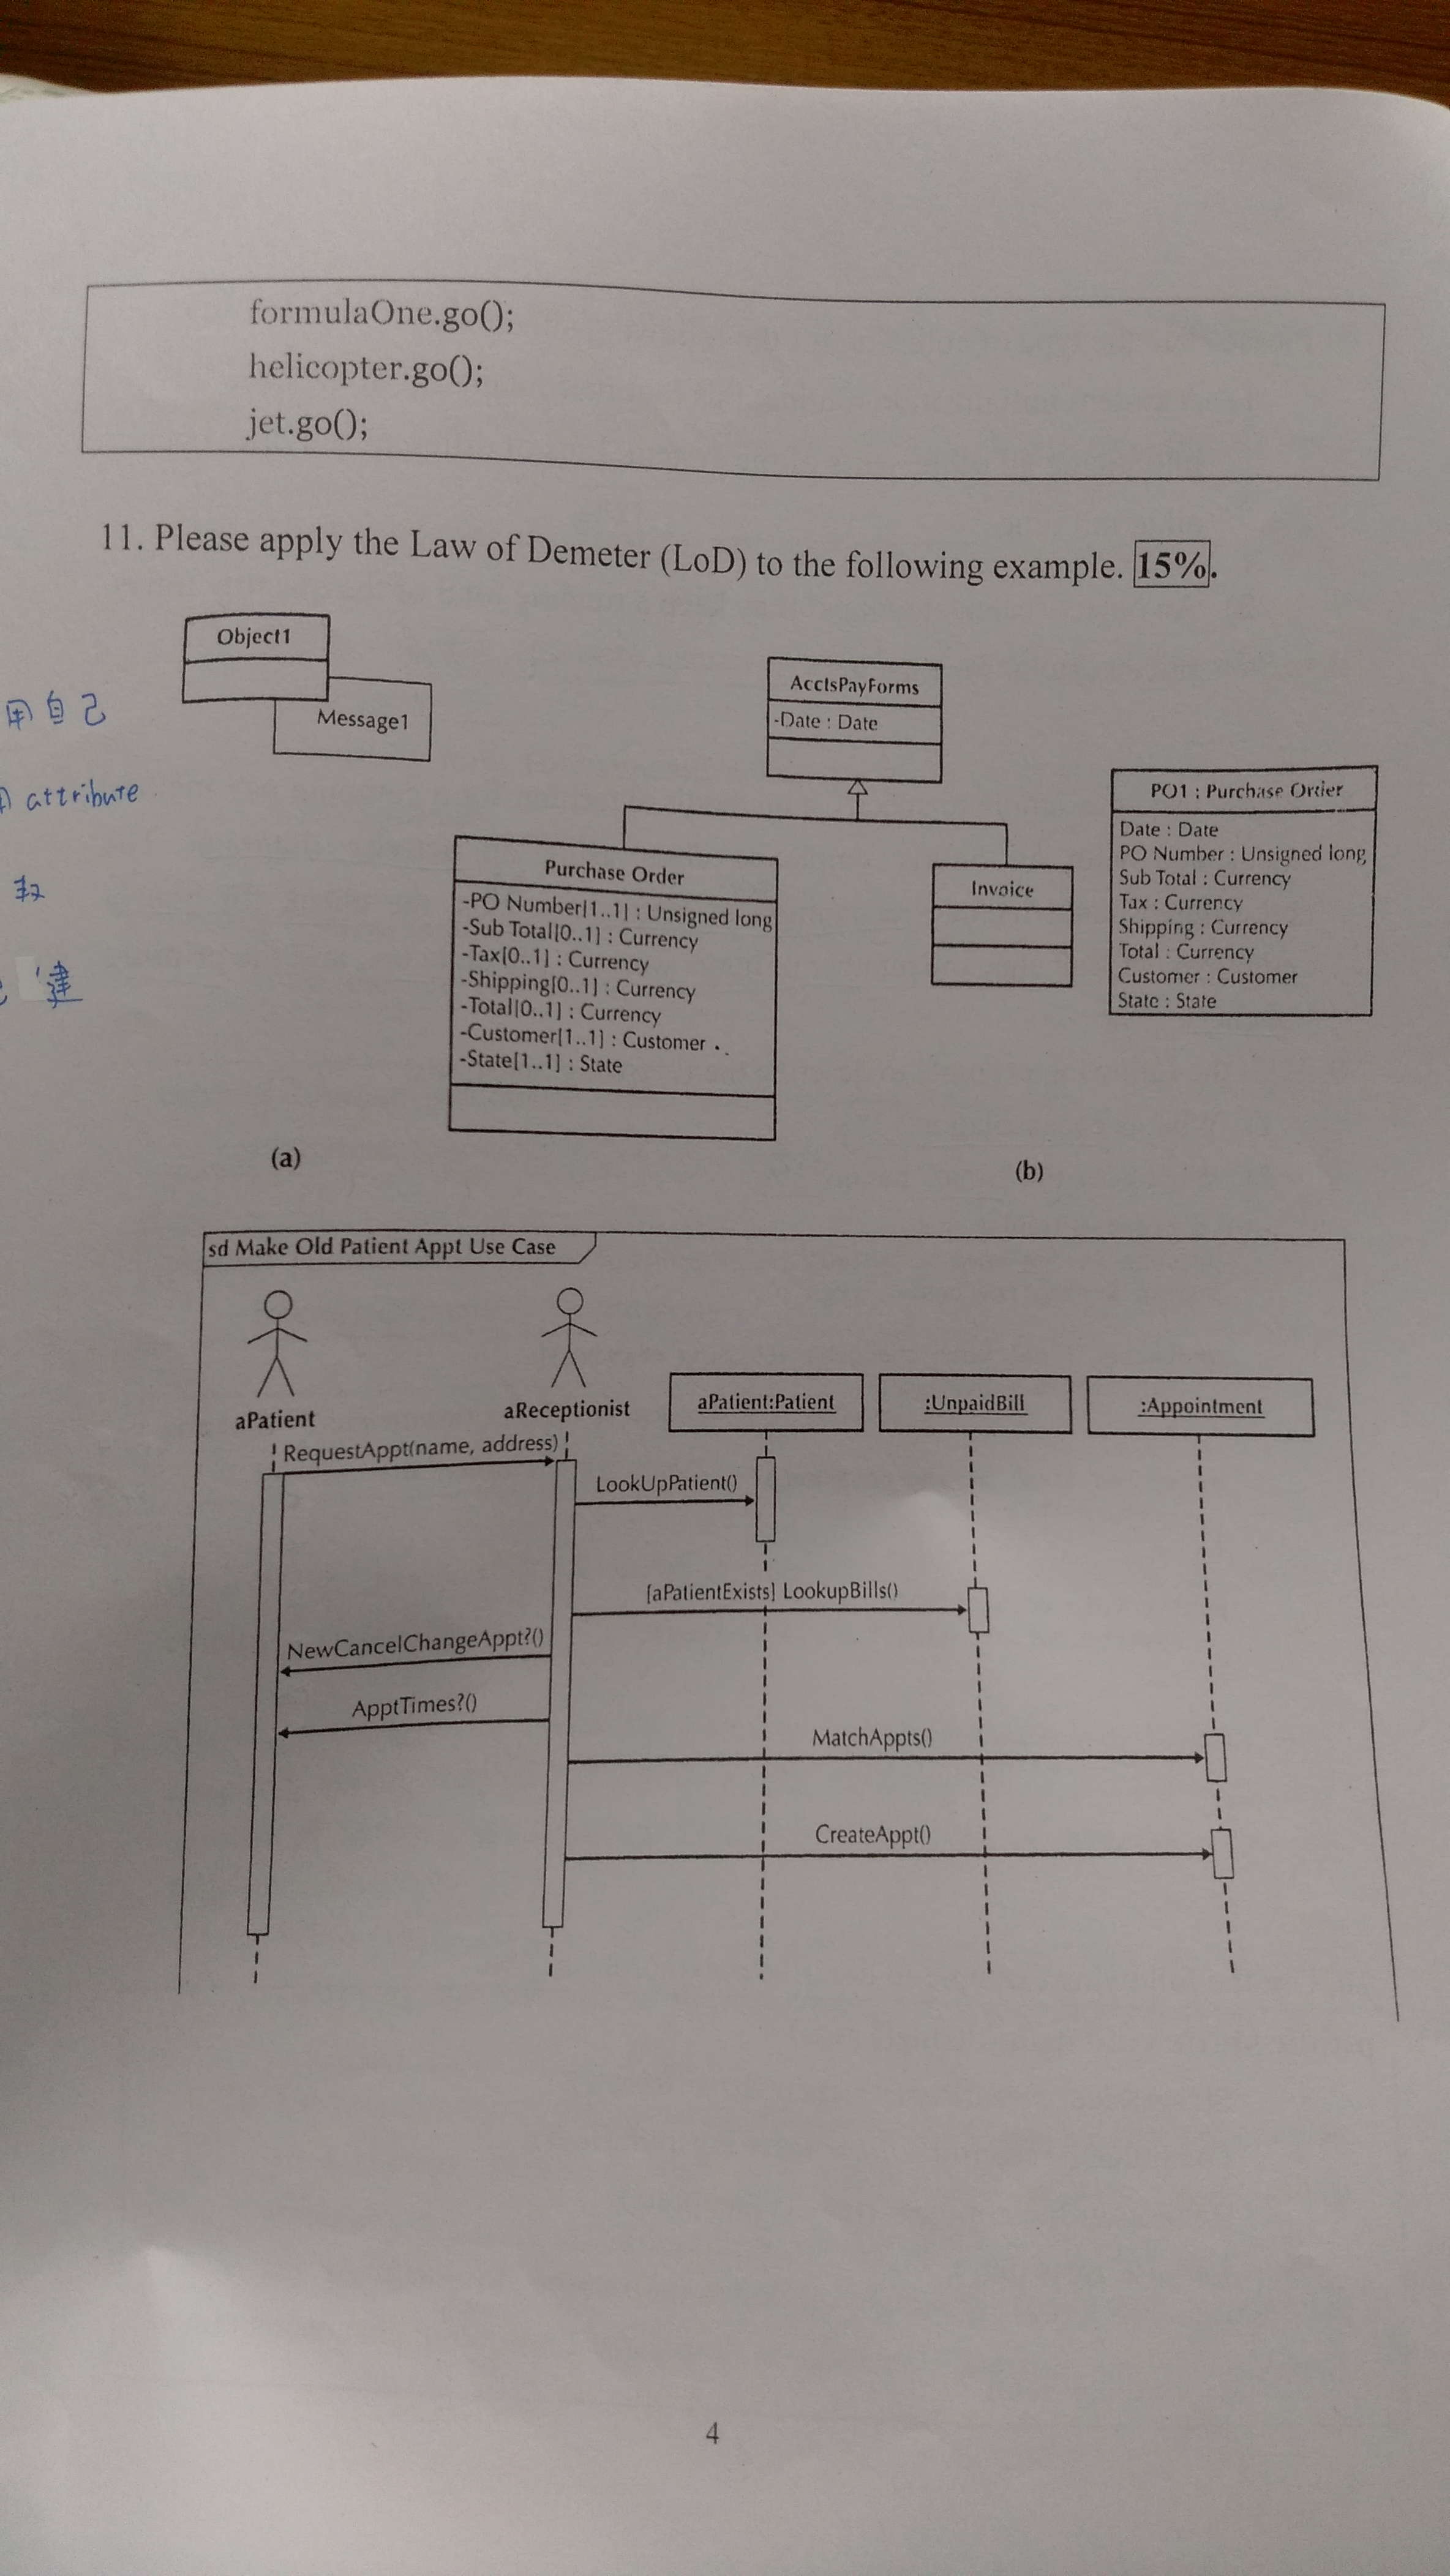 formulaOne.go();
helicopter.go();
jet.go();
11. Please apply the Law of Demeter (LoD) to the following example. 15%.
Object1
Message1
用自己
attribute
AcctsPayForms
-Date : Date
Purchase Order
-PO Number[1..1] : Unsigned long
-Sub Total[0..1] : Currency
-Tax[0..1] : Currency
-Shipping[0..1] : Currency
-Total[0..1] : Currency
-Customer[1..1] : Customer
-State[1..1] : State
Invoice
PO1 : Purchase Order
Date : Date
PO Number : Unsigned long
Sub Total : Currency
Tax : Currency
Shipping : Currency
Total : Currency
Customer : Customer
State : State
建
(a)
(b)
sd Make Old Patient Appt Use Case
aPatient
aReceptionist
aPatient:Patient
:UnpaidBill
:Appointment
RequestAppt(name, address)
LookUpPatient()
[aPatientExists] LookupBills()
NewCancelChangeAppt?()
ApptTimes?()
MatchAppts()
CreateAppt()
4